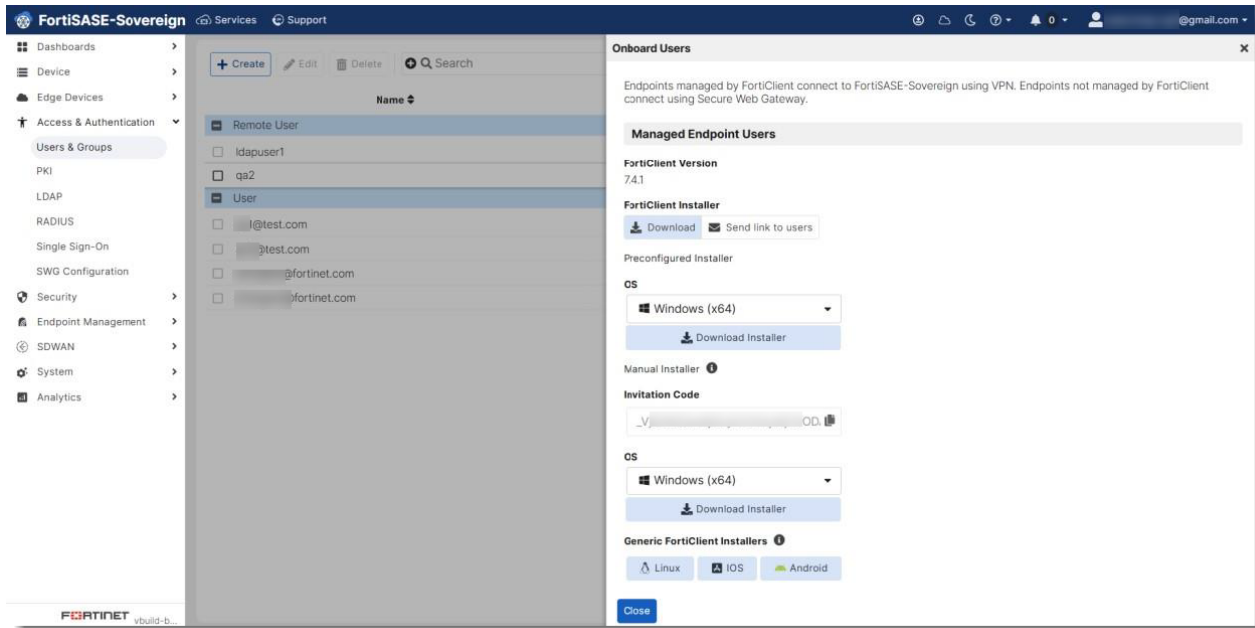 FortiSASE-Sovereign Services Support 0 @gmail.com
Dashboards
Device
Edge Devices
Access & Authentication
Users & Groups
PKI
LDAP
RADIUS
Single Sign-On
SWG Configuration
Security
Endpoint Management
SDWAN
System
Analytics
FORTINET vbuild-b...
Create Edit Delete Search
Name
Remote User
ldapuser1
qa2
User
l@test.com
@test.com
@fortinet.com
fortinet.com
Onboard Users
Endpoints managed by FortiClient connect to FortiSASE-Sovereign using VPN. Endpoints not managed by FortiClient
connect using Secure Web Gateway.
Managed Endpoint Users
FortiClient Version
7.4.1
FortiClient Installer
Download Send link to users
Preconfigured Installer
OS
Windows (x64)
Download Installer
Manual Installer
Invitation Code
OS
Windows (x64)
Download Installer
Generic FortiClient Installers
Linux IOS Android
Close